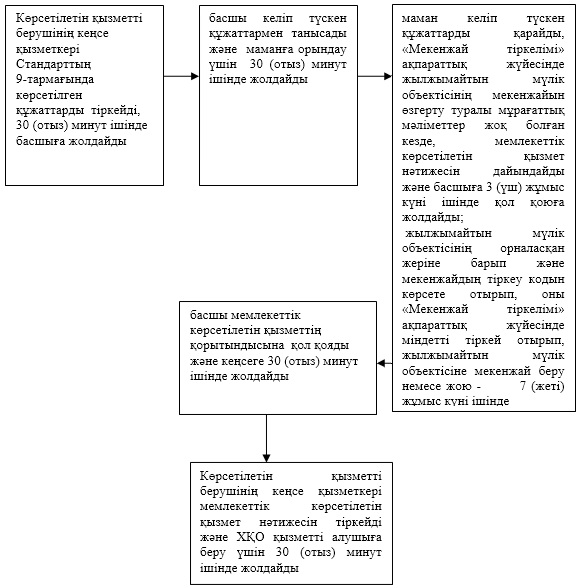 Көрсетілетін қызметті
берушінің кеңсе
қызметкері
Стандарттың
9-тармағында
көрсетілген
құжаттарды тіркейді,
30 (отыз) минут ішінде
басшыға жолдайды
басшы келіп түскен
құжаттармен танысады
және маманға орындау
үшін 30 (отыз) минут
ішінде жолдайды
маман келіп түскен
құжаттарды қарайды,
«Мекенжай тіркелімі»
ақпараттық жүйесінде
жылжымайтын мүлік
объектісінің мекенжайын
өзгерту туралы мұрағаттық
мәліметтер жоқ болған
кезде, мемлекеттік
көрсетілетін қызмет
нәтижесін дайындайды
және басшыға 3 (үш) жұмыс
күні ішінде қол қоюға
жолдайды;
жылжымайтын мүлік
объектісінің орналасқан
жеріне барып және
мекенжайдың тіркеу кодын
көрсете отырып, оны
«Мекенжай тіркелімі»
ақпараттық жүйесінде
міндетті тіркей отырып,
жылжымайтын мүлік
объектісіне мекенжай беру
немесе жою - 7 (жеті)
жұмыс күні ішінде
басшы мемлекеттік
көрсетілетін қызметтің
қорытындысына қол қояды
және кеңсеге 30 (отыз) минут
ішінде жолдайды
Көрсетілетін қызметті
берушінің кеңсе қызметкері
мемлекеттік көрсетілетін
қызмет нәтижесін тіркейді
және ХҚО қызметті алушыға
беру үшін 30 (отыз) минут
ішінде жолдайды